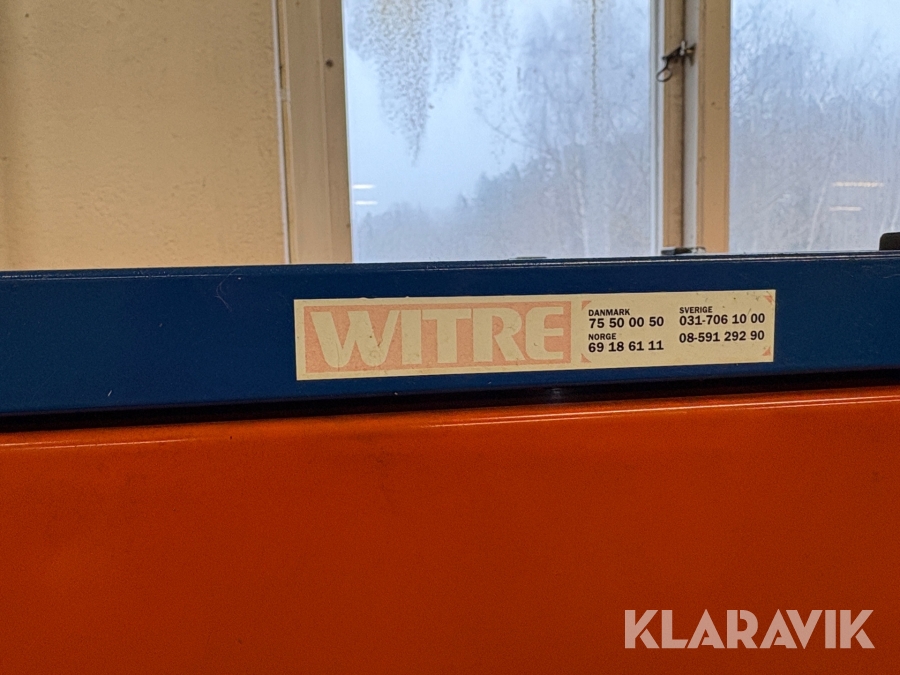 WITRE
DANMARK
75 50 00 50
NORGE
69 18 61 11
SVERIGE
031-706 10 00
08-591 292 90
KLARAVIK